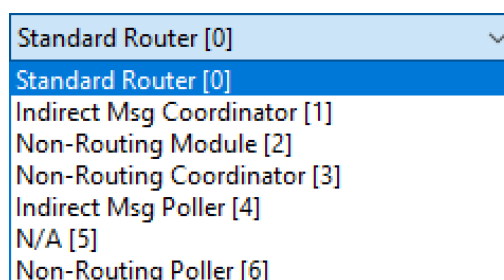 Standard Router [0]
Standard Router [0]
Indirect Msg Coordinator [1]
Non-Routing Module [2]
Non-Routing Coordinator [3]
Indirect Msg Poller [4]
N/A [5]
Non-Routing Poller [6]